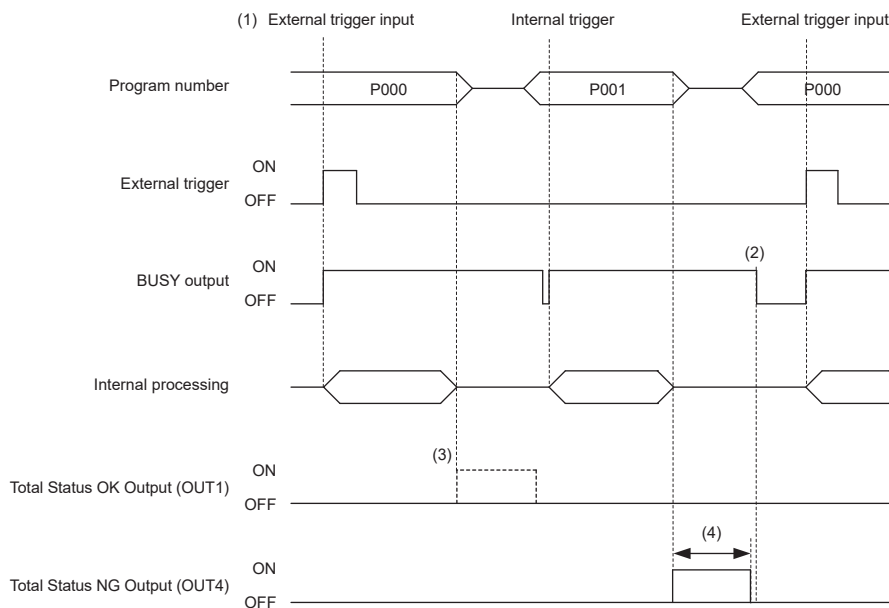 (1) External trigger input Internal trigger External trigger input
Program number P000 P001 P000
ON
External trigger
OFF
ON (2)
BUSY output
OFF
Internal processing
(3) ON
Total Status OK Output (OUT1)
OFF
(4)
ON
Total Status NG Output (OUT4)
OFF